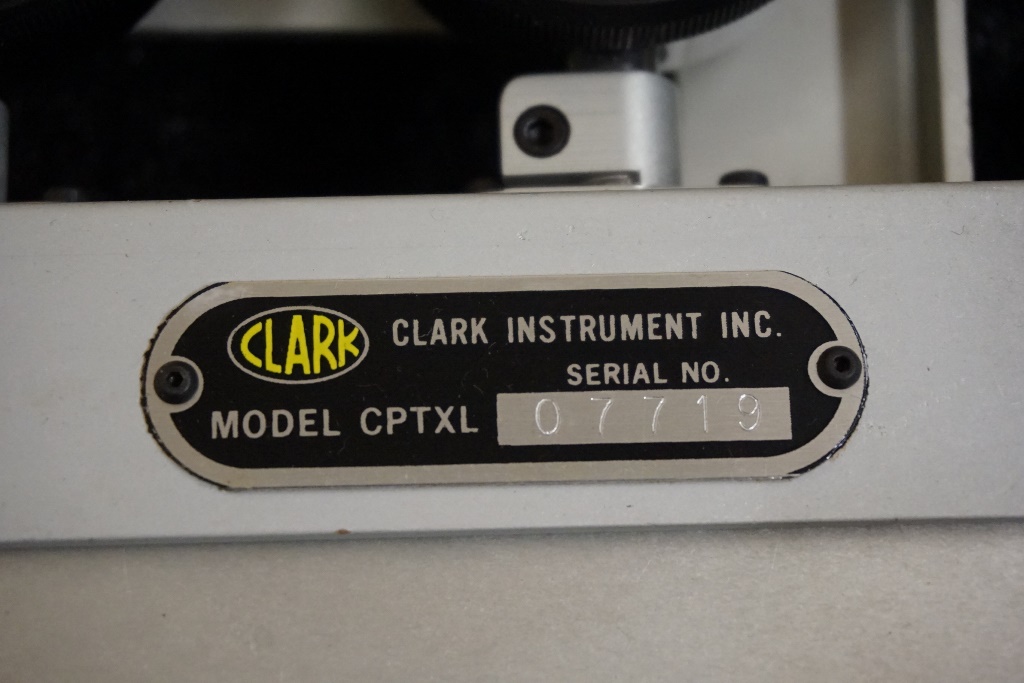 CLARK
CLARK INSTRUMENT INC.
SERIAL NO.
MODEL CPTXL 07719